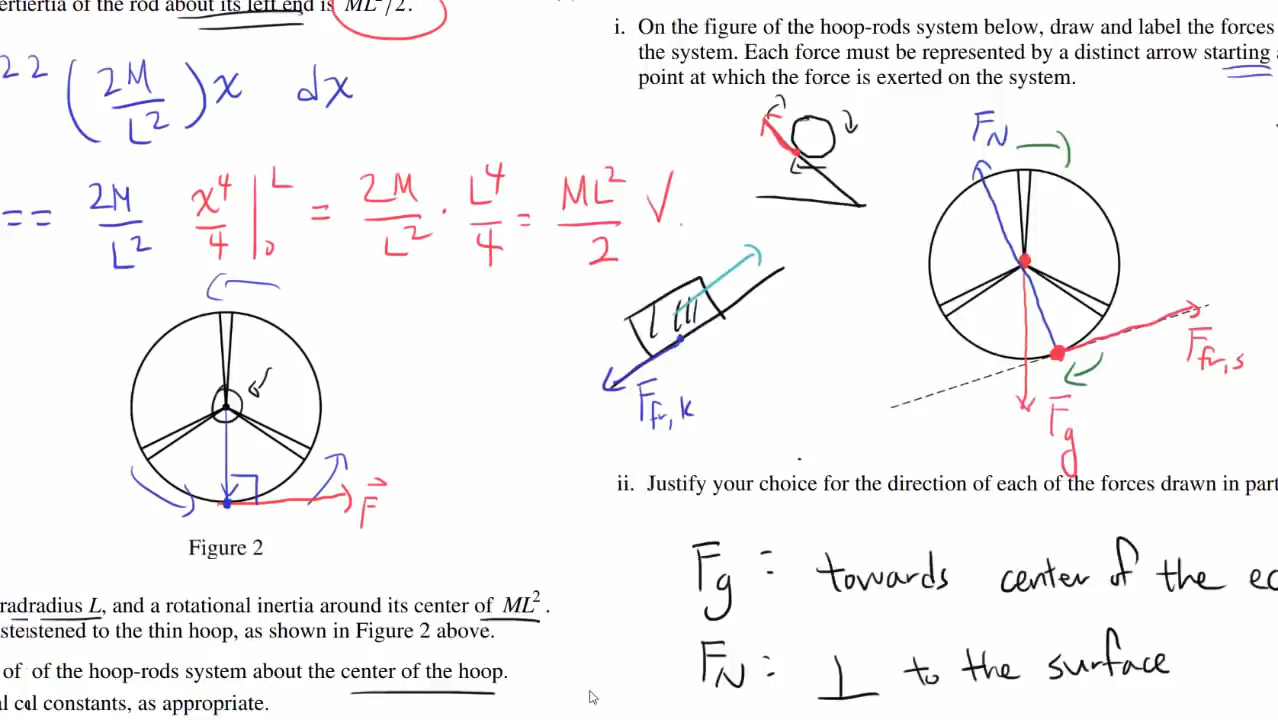 ertiertia of the rod about its left end is ML²/2.
22 (2M/L²)x dx
== 2M/L² x⁴/4 |₀ᴸ = 2M/L² · L⁴/4 = ML²/2 ✓.
F
Figure 2
radradius L, and a rotational inertia around its center of ML².
steistened to the thin hoop, as shown in Figure 2 above.
of of the hoop-rods system about the center of the hoop.
constants, as appropriate.
i. On the figure of the hoop-rods system below, draw and label the forces
the system. Each force must be represented by a distinct arrow starting
point at which the force is exerted on the system.
F_N
F_fr,k
F_fr,s
F_g
ii. Justify your choice for the direction of each of the forces drawn in part
F_g : towards center of the
F_N : ⊥ to the surface